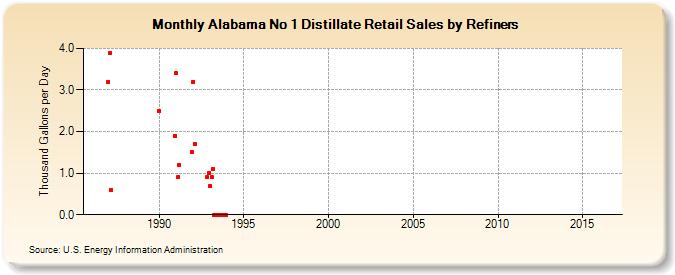 Monthly Alabama No 1 Distillate Retail Sales by Refiners
Thousand Gallons per Day
4.0
3.0
2.0
1.0
0.0
1990 1995 2000 2005 2010 2015
Source: U.S. Energy Information Administration